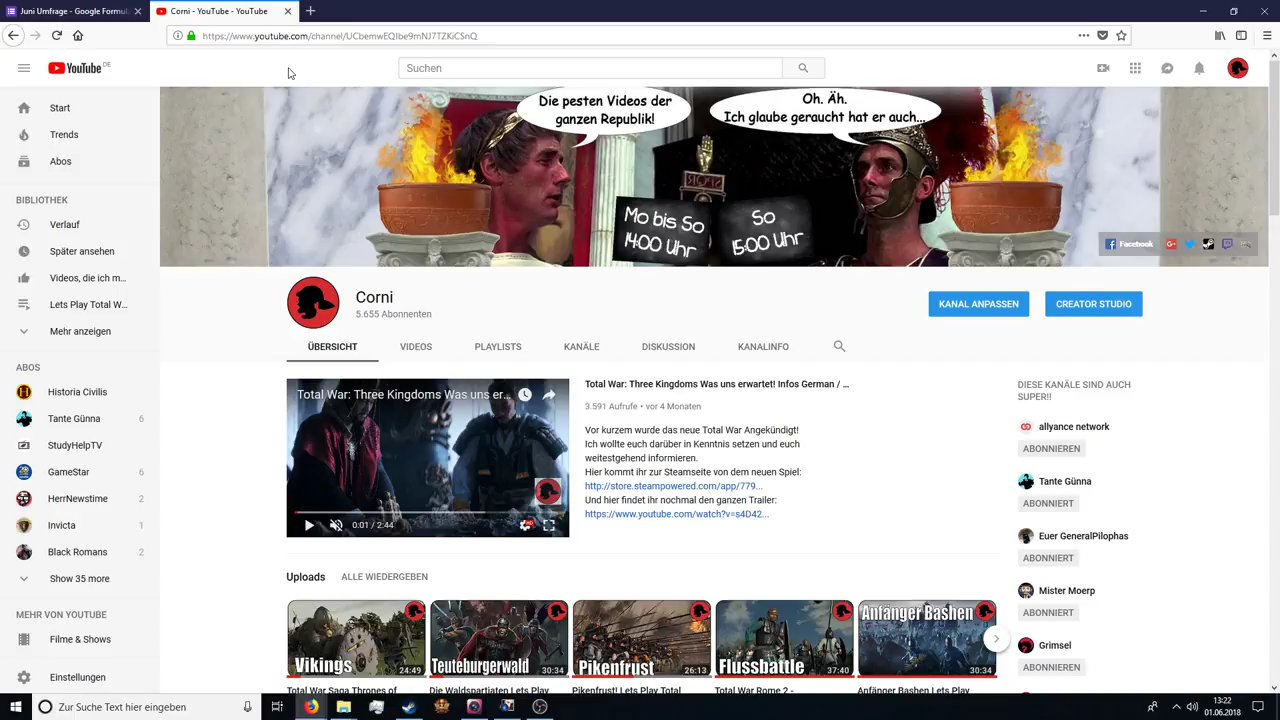 Juni Umfrage - Google Formul
Corni - YouTube - YouTube
https://www.youtube.com/channel/UCbemwEQIbe9mNJ7TZKiCSnQ
YouTube DE
Suchen
Start
Trends
Abos
BIBLIOTHEK
Verlauf
Später ansehen
Videos, die ich m...
Lets Play Total W...
Mehr anzeigen
ABOS
Historia Civilis
Tante Günna 6
StudyHelpTV
GameStar 6
HerrNewstime 2
Invicta 1
Black Romans 2
Show 35 more
MEHR VON YOUTUBE
Filme & Shows
Einstellungen
Die pesten Videos der
ganzen Republik!
Oh. Äh.
Ich glaube geraucht hat er auch...
Mo bis So
14:00 Uhr
So
15:00 Uhr
Facebook
Corni
5.655 Abonnenten
KANAL ANPASSEN
CREATOR STUDIO
ÜBERSICHT
VIDEOS
PLAYLISTS
KANÄLE
DISKUSSION
KANALINFO
Total War: Three Kingdoms Was uns er...
0:01 / 2:44
Total War: Three Kingdoms Was uns erwartet! Infos German / ...
3.591 Aufrufe • vor 4 Monaten
Vor kurzem wurde das neue Total War Angekündigt!
Ich wollte euch darüber in Kenntnis setzen und euch
weitestgehend informieren.
Hier kommt ihr zur Steamseite von dem neuen Spiel:
http://store.steampowered.com/app/779...
Und hier findet ihr nochmal den ganzen Trailer:
https://www.youtube.com/watch?v=s4D42...
DIESE KANÄLE SIND AUCH
SUPER!!
allyance network
ABONNIEREN
Tante Günna
ABONNIERT
Euer GeneralPilophas
ABONNIERT
Mister Moerp
ABONNIERT
Grimsel
ABONNIEREN
Uploads
ALLE WIEDERGEBEN
Vikings
24:49
Teuteburgerwald
30:34
Pikenfrust
26:13
Flussbattle
37:40
Anfänger Bashen
30:34
Total War Saga Thrones of
Die Waldspartiaten Lets Play
Pikenfrust! Lets Play Total
Total War Rome 2 -
Anfänger Bashen Lets Play
Zur Suche Text hier eingeben
13:22
01.06.2018